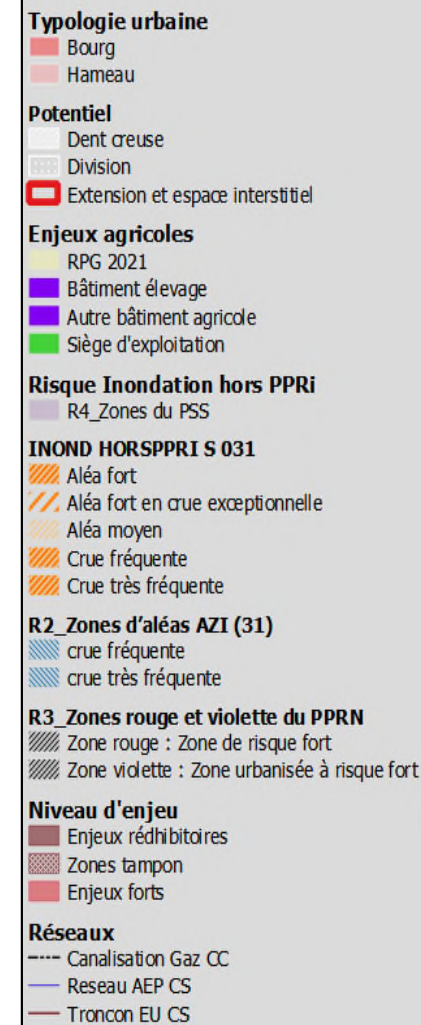 Typologie urbaine
Bourg
Hameau
Potentiel
Dent creuse
Division
Extension et espace interstitiel
Enjeux agricoles
RPG 2021
Bâtiment élevage
Autre bâtiment agricole
Siège d'exploitation
Risque Inondation hors PPRi
R4_Zones du PSS
INOND HORSPPRI S 031
Aléa fort
Aléa fort en crue exceptionnelle
Aléa moyen
Crue fréquente
Crue très fréquente
R2_Zones d’aléas AZI (31)
crue fréquente
crue très fréquente
R3_Zones rouge et violette du PPRN
Zone rouge : Zone de risque fort
Zone violette : Zone urbanisée à risque fort
Niveau d'enjeu
Enjeux rédhibitoires
Zones tampon
Enjeux forts
Réseaux
Canalisation Gaz CC
Reseau AEP CS
Troncon EU CS